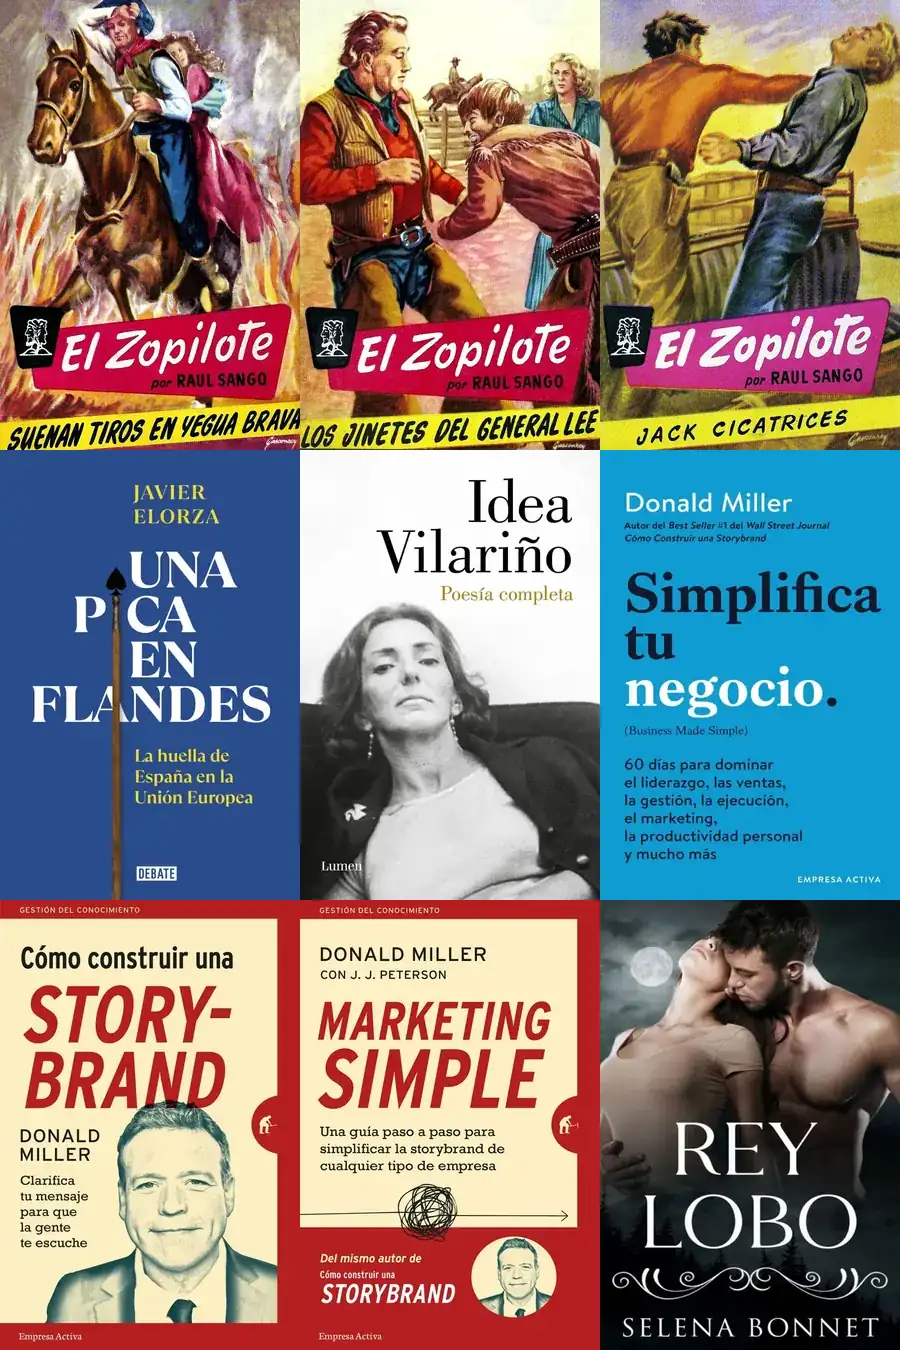 El Zopilote
por RAUL SANGO
SUENAN TIROS EN YEGUA BRAVA
El Zopilote
por RAUL SANGO
LOS JINETES DEL GENERAL LEE
El Zopilote
por RAUL SANGO
JACK CICATRICES
JAVIER
ELORZA
UNA
PICA
EN
FLANDES
La huella de
España en la
Unión Europea
DEBATE
Idea
Vilariño
Poesía completa
Lumen
Donald Miller
Autor del Best Seller #1 del Wall Street Journal
Cómo Construir una Storybrand
Simplifica
tu
negocio.
(Business Made Simple)
60 días para dominar
el liderazgo, las ventas,
la gestión, la ejecución,
el marketing,
la productividad personal
y mucho más
EMPRESA ACTIVA
GESTIÓN DEL CONOCIMIENTO
Cómo construir una
STORY-
BRAND
DONALD
MILLER
Clarifica
tu mensaje
para que
la gente
te escuche
Empresa Activa
GESTIÓN DEL CONOCIMIENTO
DONALD MILLER
CON J. J. PETERSON
MARKETING
SIMPLE
Una guía paso a paso para
simplificar la storybrand de
cualquier tipo de empresa
Del mismo autor de
Cómo construir una
STORYBRAND
Empresa Activa
REY
LOBO
SELENA BONNET